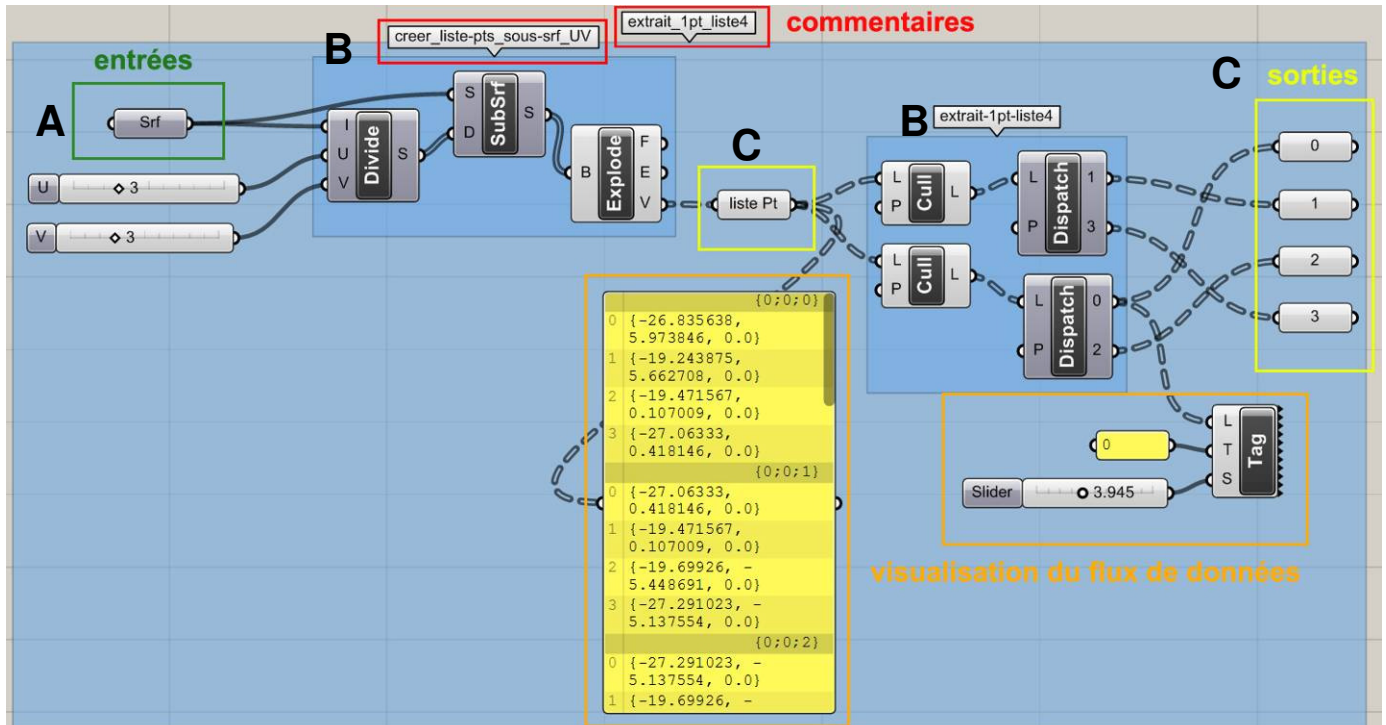 extrait_1pt_liste4
commentaires
creer_liste-pts_sous-srf_UV
B
entrées
A
Srf
U
3
V
3
I
U
V
Divide
S
S
D
SubSrf
S
B
Explode
F
E
V
C
liste Pt
B
extrait-1pt-liste4
L
P
Cull
L
L
P
Cull
L
L
P
Dispatch
1
3
L
P
Dispatch
0
2
C
sorties
0
1
2
3
{0;0;0}
0 {-26.835638,
5.973846, 0.0}
1 {-19.243875,
5.662708, 0.0}
2 {-19.471567,
0.107009, 0.0}
3 {-27.06333,
0.418146, 0.0}
{0;0;1}
0 {-27.06333,
0.418146, 0.0}
1 {-19.471567,
0.107009, 0.0}
2 {-19.69926, -
5.448691, 0.0}
3 {-27.291023, -
5.137554, 0.0}
{0;0;2}
0 {-27.291023, -
5.137554, 0.0}
1 {-19.69926, -
0
Slider
3.945
L
T
S
Tag
visualisation du flux de données